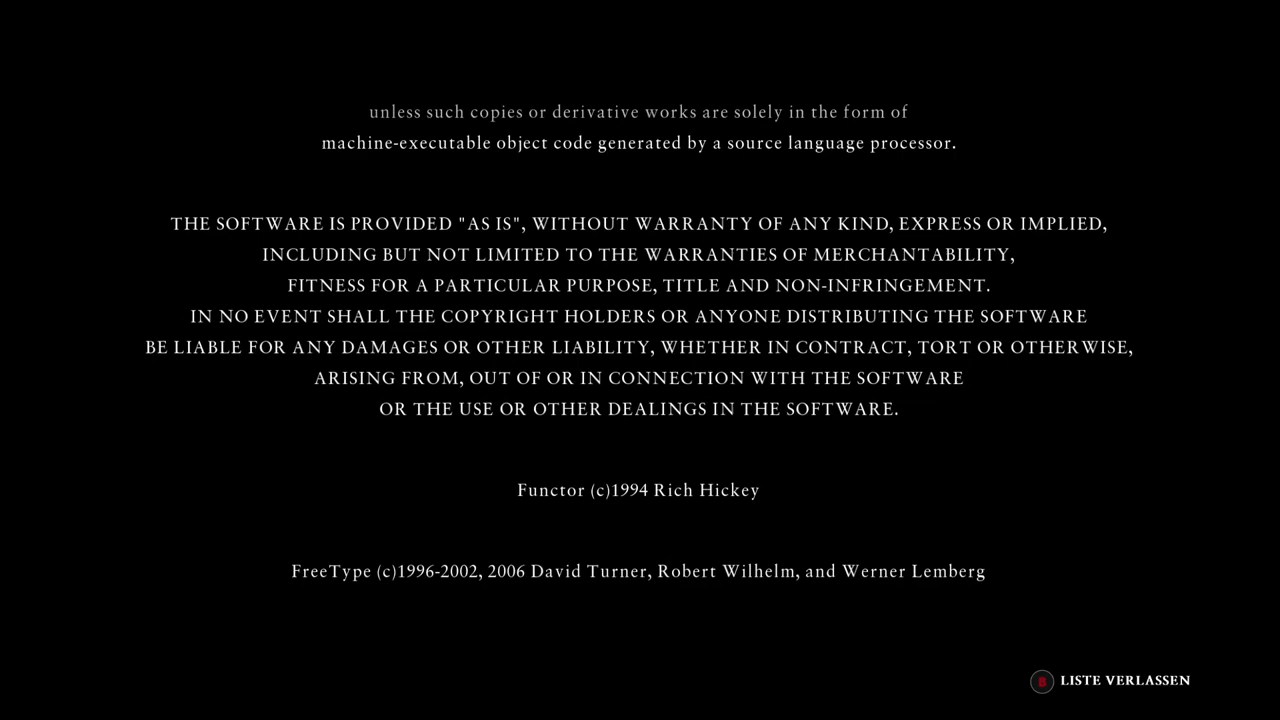 unless such copies or derivative works are solely in the form of
machine-executable object code generated by a source language processor.
THE SOFTWARE IS PROVIDED "AS IS", WITHOUT WARRANTY OF ANY KIND, EXPRESS OR IMPLIED,
INCLUDING BUT NOT LIMITED TO THE WARRANTIES OF MERCHANTABILITY,
FITNESS FOR A PARTICULAR PURPOSE, TITLE AND NON-INFRINGEMENT.
IN NO EVENT SHALL THE COPYRIGHT HOLDERS OR ANYONE DISTRIBUTING THE SOFTWARE
BE LIABLE FOR ANY DAMAGES OR OTHER LIABILITY, WHETHER IN CONTRACT, TORT OR OTHERWISE,
ARISING FROM, OUT OF OR IN CONNECTION WITH THE SOFTWARE
OR THE USE OR OTHER DEALINGS IN THE SOFTWARE.
Functor (c)1994 Rich Hickey
FreeType (c)1996-2002, 2006 David Turner, Robert Wilhelm, and Werner Lemberg
B LISTE VERLASSEN